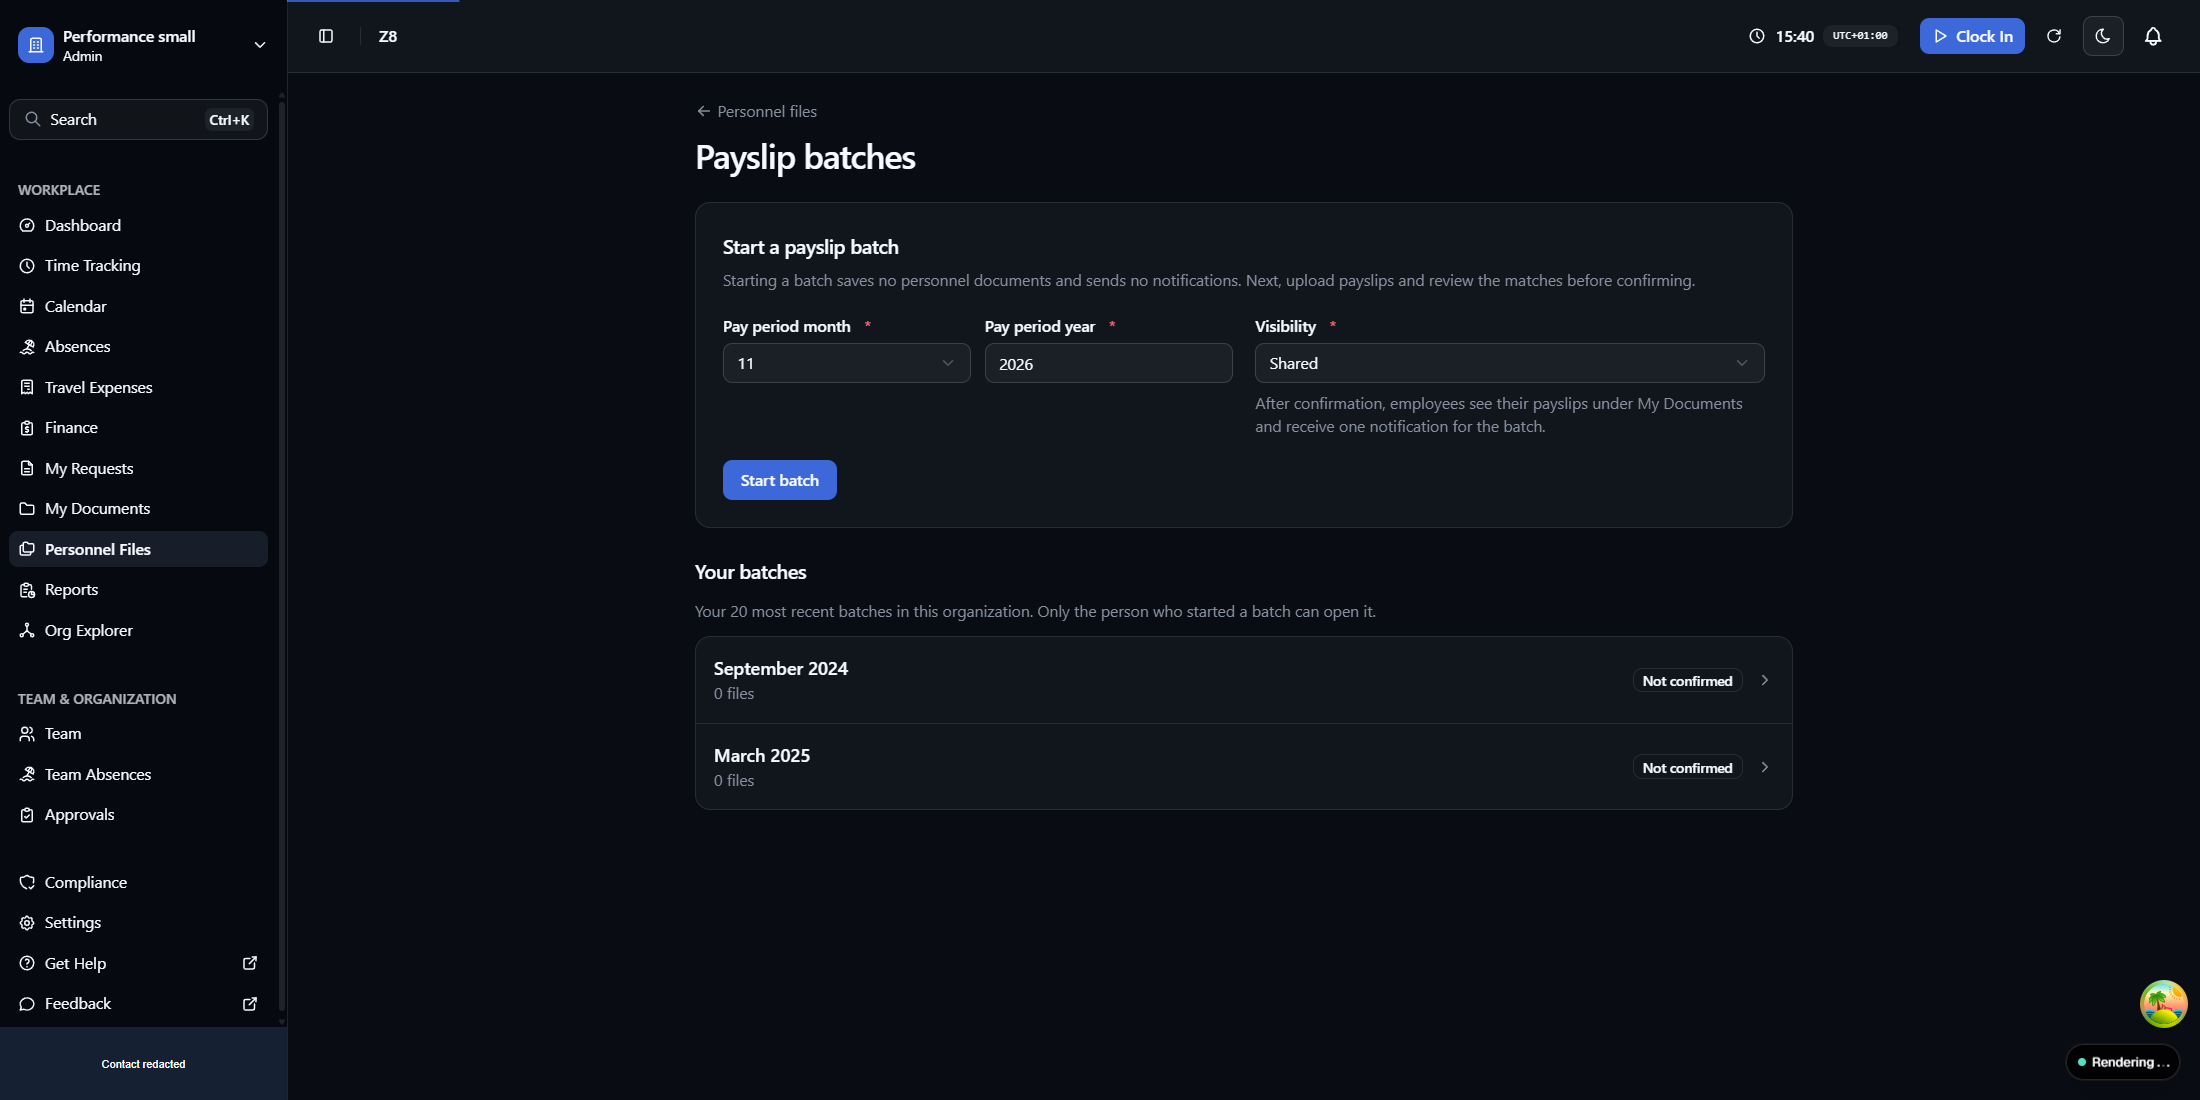 Performance small
Admin
Z8
15:40
UTC+01:00
Clock In
Search
Ctrl+K
WORKPLACE
Dashboard
Time Tracking
Calendar
Absences
Travel Expenses
Finance
My Requests
My Documents
Personnel Files
Reports
Org Explorer
TEAM & ORGANIZATION
Team
Team Absences
Approvals
Compliance
Settings
Get Help
Feedback
Contact redacted
Personnel files
Payslip batches
Start a payslip batch
Starting a batch saves no personnel documents and sends no notifications. Next, upload payslips and review the matches before confirming.
Pay period month *
11
Pay period year *
2026
Visibility *
Shared
After confirmation, employees see their payslips under My Documents
and receive one notification for the batch.
Start batch
Your batches
Your 20 most recent batches in this organization. Only the person who started a batch can open it.
September 2024
0 files
Not confirmed
March 2025
0 files
Not confirmed
Rendering...